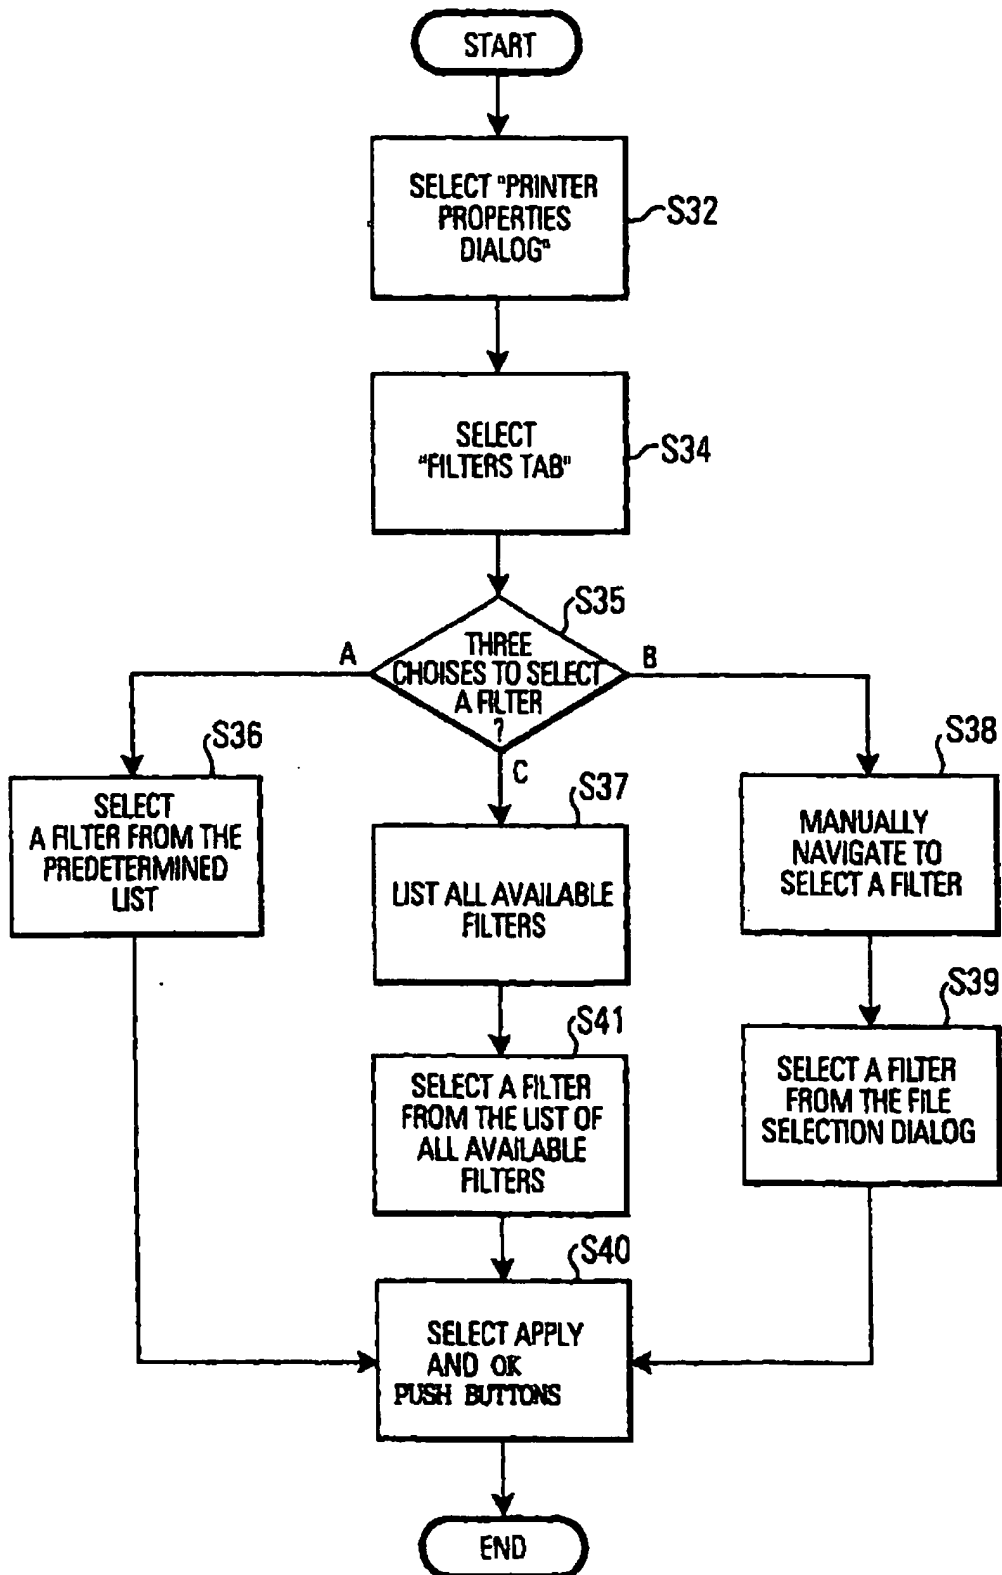 START
SELECT "PRINTER
PROPERTIES
DIALOG"
S32
SELECT
"FILTERS TAB"
S34
S35
THREE
CHOISES TO SELECT
A FILTER
?
A
B
C
S36
SELECT
A FILTER FROM THE
PREDETERMINED
LIST
S37
LIST ALL AVAILABLE
FILTERS
S38
MANUALLY
NAVIGATE TO
SELECT A FILTER
S41
SELECT A FILTER
FROM THE LIST OF
ALL AVAILABLE
FILTERS
S39
SELECT A FILTER
FROM THE FILE
SELECTION DIALOG
S40
SELECT APPLY
AND OK
PUSH BUTTONS
END